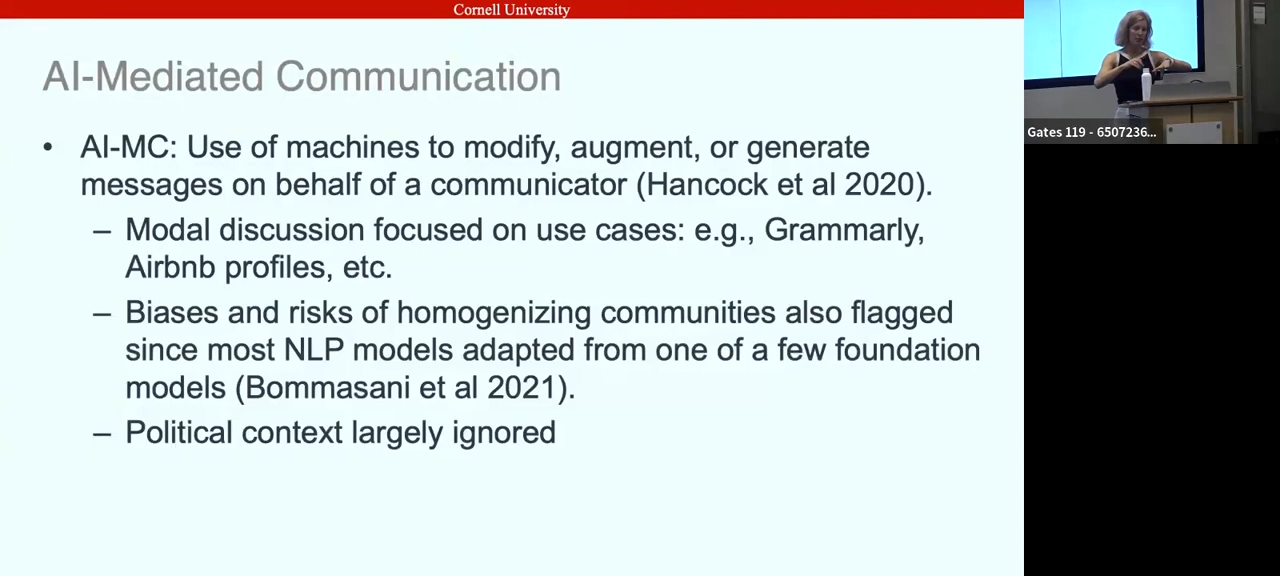 Cornell University
AI-Mediated Communication
• AI-MC: Use of machines to modify, augment, or generate
messages on behalf of a communicator (Hancock et al 2020).
– Modal discussion focused on use cases: e.g., Grammarly,
Airbnb profiles, etc.
– Biases and risks of homogenizing communities also flagged
since most NLP models adapted from one of a few foundation
models (Bommasani et al 2021).
– Political context largely ignored
Gates 119 - 6507236...